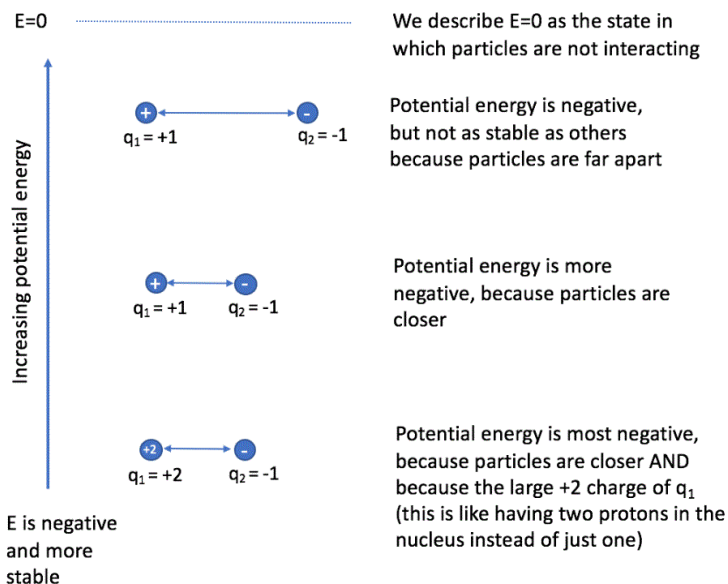 E=0
We describe E=0 as the state in
which particles are not interacting
Increasing potential energy
+
-
q₁ = +1
q₂ = -1
Potential energy is negative,
but not as stable as others
because particles are far apart
+
-
q₁ = +1
q₂ = -1
Potential energy is more
negative, because particles are
closer
+2
-
q₁ = +2
q₂ = -1
Potential energy is most negative,
because particles are closer AND
because the large +2 charge of q₁
(this is like having two protons in the
nucleus instead of just one)
E is negative
and more
stable